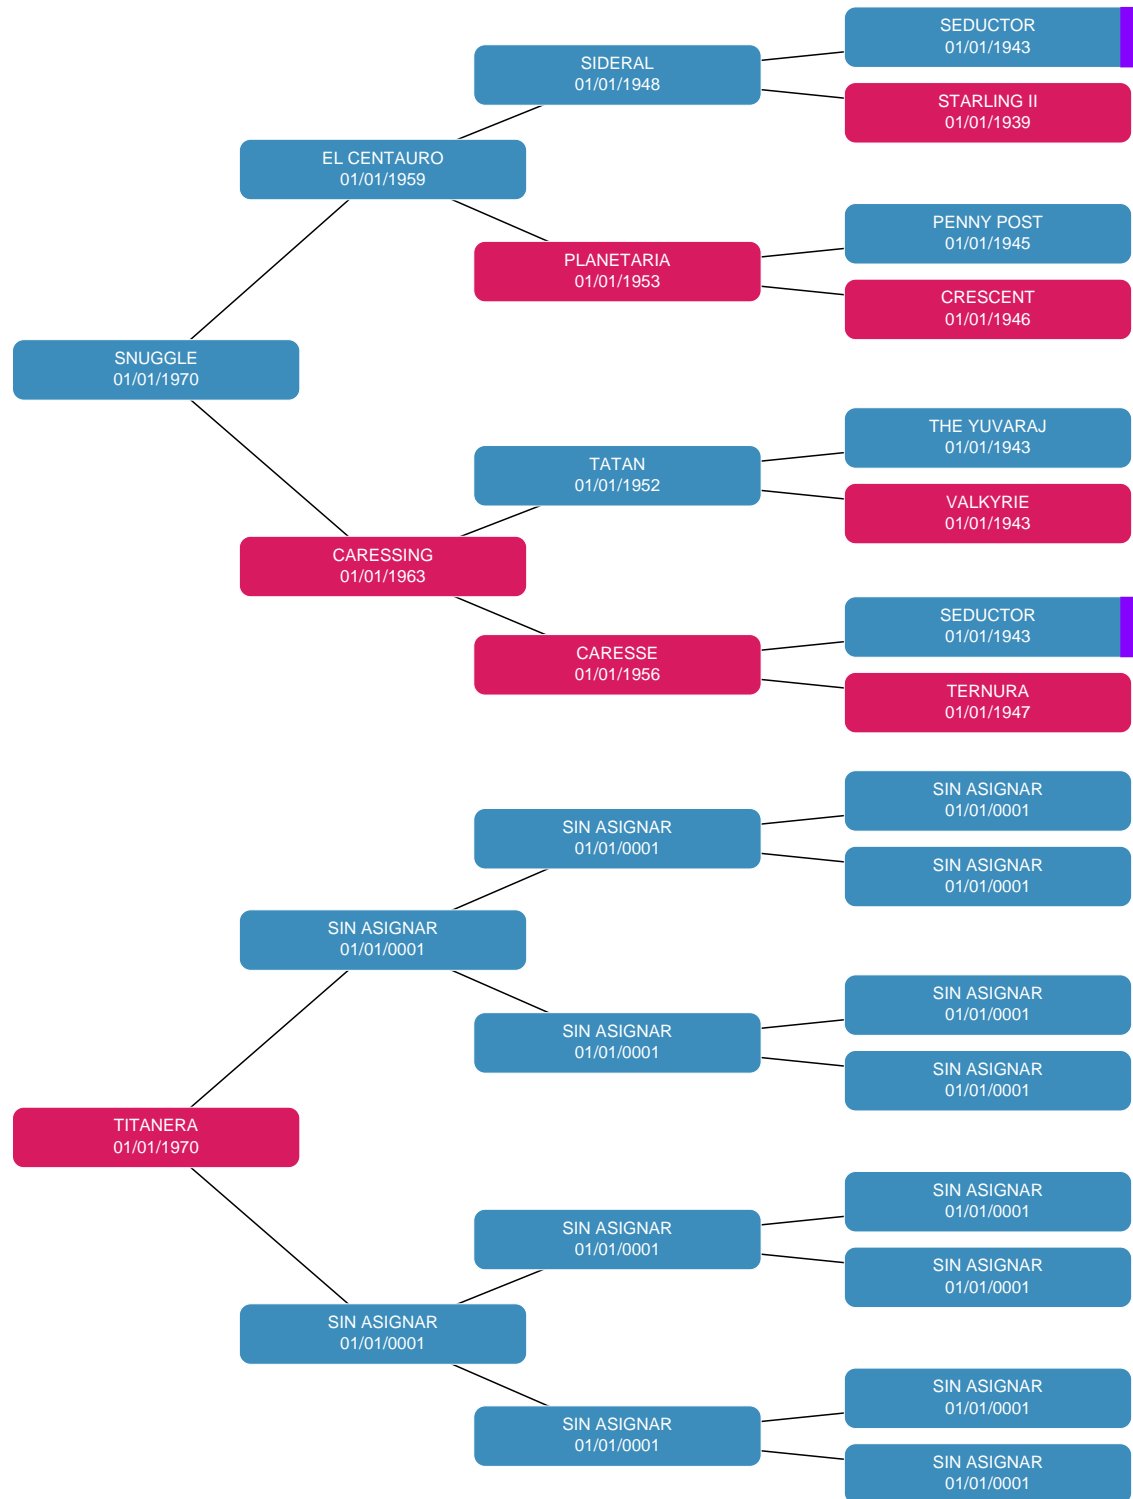 SEDUCTOR
01/01/1943
SIDERAL
01/01/1948
STARLING II
01/01/1939
EL CENTAURO
01/01/1959
PENNY POST
01/01/1945
PLANETARIA
01/01/1953
CRESCENT
01/01/1946
SNUGGLE
01/01/1970
THE YUVARAJ
01/01/1943
TATAN
01/01/1952
VALKYRIE
01/01/1943
CARESSING
01/01/1963
SEDUCTOR
01/01/1943
CARESSE
01/01/1956
TERNURA
01/01/1947
SIN ASIGNAR
01/01/0001
SIN ASIGNAR
01/01/0001
SIN ASIGNAR
01/01/0001
SIN ASIGNAR
01/01/0001
SIN ASIGNAR
01/01/0001
SIN ASIGNAR
01/01/0001
SIN ASIGNAR
01/01/0001
TITANERA
01/01/1970
SIN ASIGNAR
01/01/0001
SIN ASIGNAR
01/01/0001
SIN ASIGNAR
01/01/0001
SIN ASIGNAR
01/01/0001
SIN ASIGNAR
01/01/0001
SIN ASIGNAR
01/01/0001
SIN ASIGNAR
01/01/0001